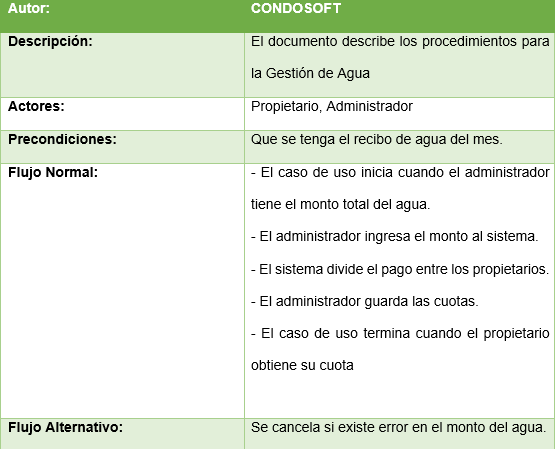 Autor: CONDOSOFT
Descripción: El documento describe los procedimientos para
la Gestión de Agua
Actores: Propietario, Administrador
Precondiciones: Que se tenga el recibo de agua del mes.
Flujo Normal: - El caso de uso inicia cuando el administrador
tiene el monto total del agua.
- El administrador ingresa el monto al sistema.
- El sistema divide el pago entre los propietarios.
- El administrador guarda las cuotas.
- El caso de uso termina cuando el propietario
obtiene su cuota
Flujo Alternativo: Se cancela si existe error en el monto del agua.